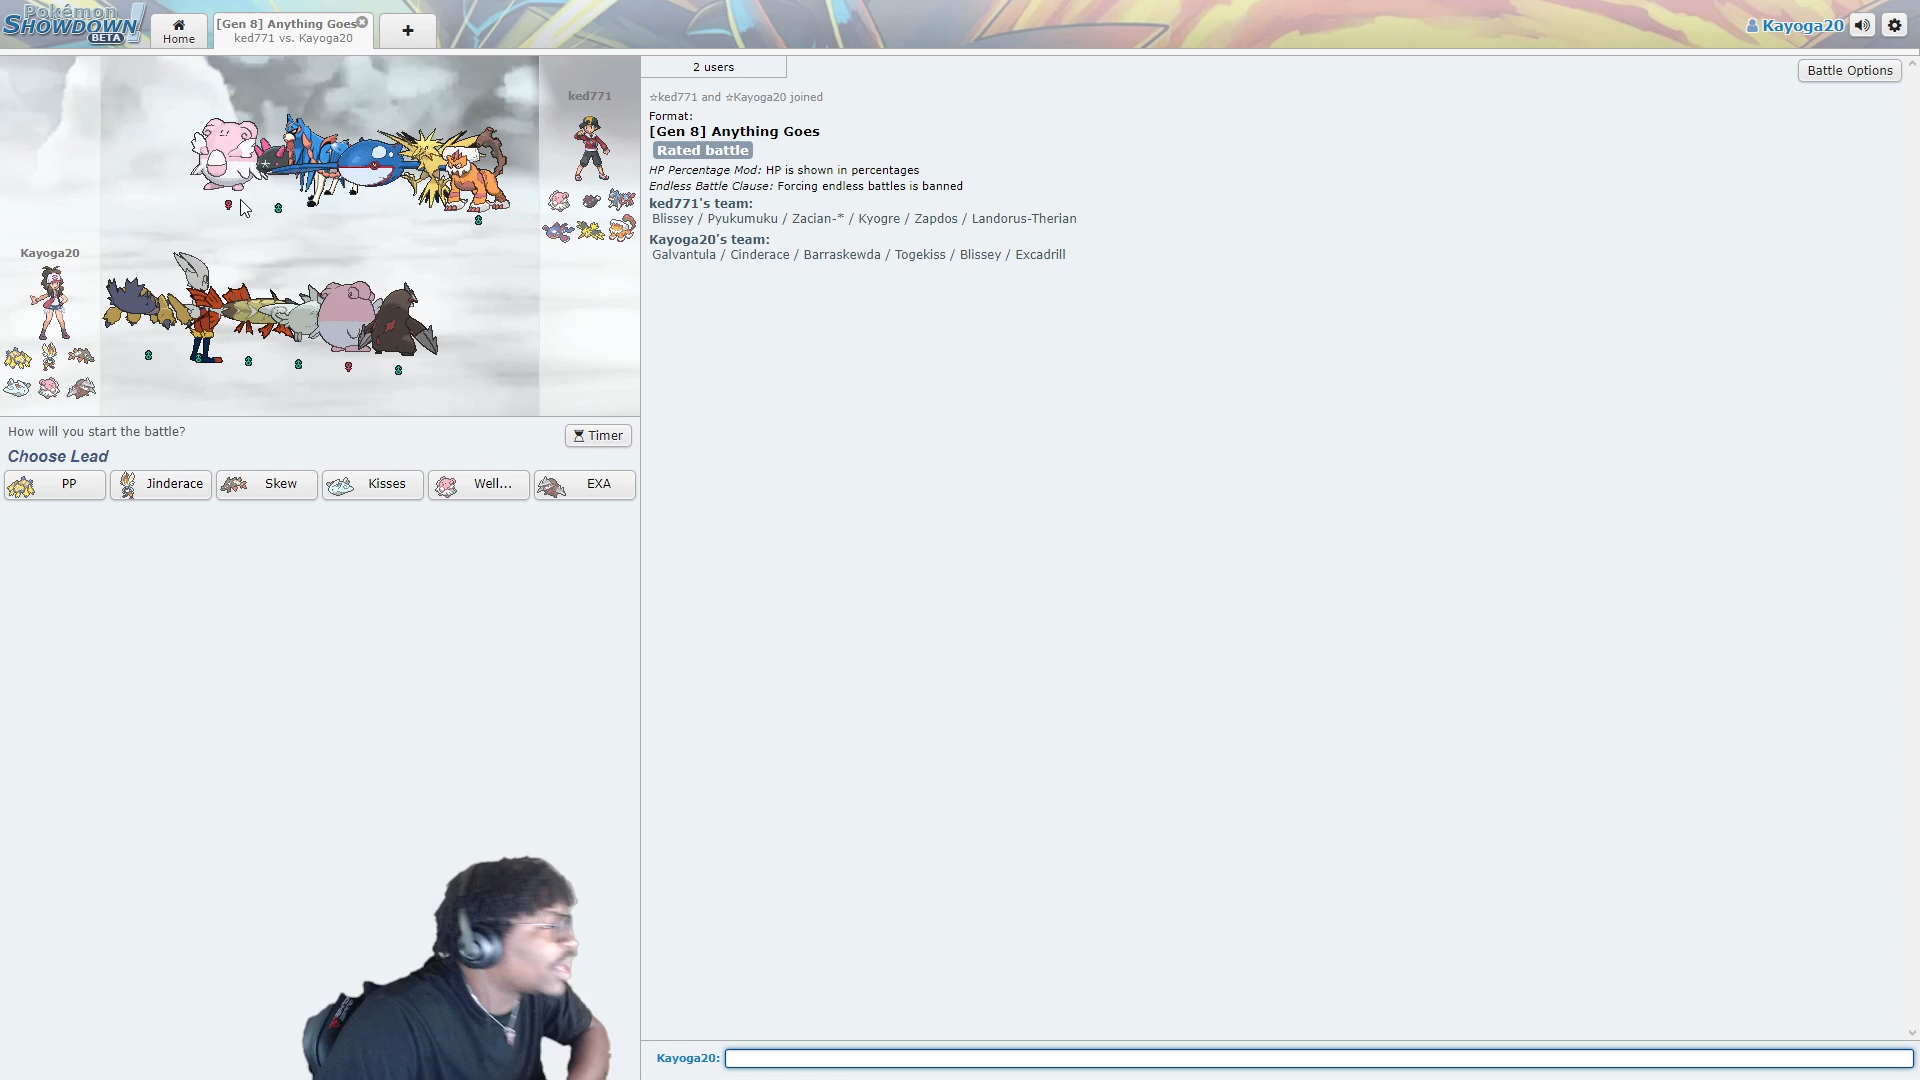 Pokémon
SHOWDOWN!
BETA
Home
[Gen 8] Anything Goes
ked771 vs. Kayoga20
+
Kayoga20
2 users
Battle Options
☆ked771 and ☆Kayoga20 joined
Format:
[Gen 8] Anything Goes
Rated battle
HP Percentage Mod: HP is shown in percentages
Endless Battle Clause: Forcing endless battles is banned
ked771's team:
Blissey / Pyukumuku / Zacian-* / Kyogre / Zapdos / Landorus-Therian
Kayoga20's team:
Galvantula / Cinderace / Barraskewda / Togekiss / Blissey / Excadrill
ked771
Kayoga20
How will you start the battle?
Timer
Choose Lead
PP
Jinderace
Skew
Kisses
Well...
EXA
Kayoga20: